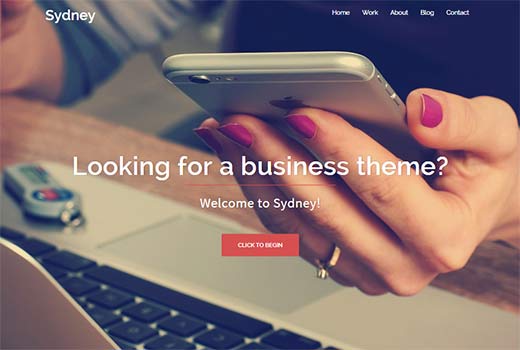 Sydney
Home Work About Blog Contact
Looking for a business theme?
Welcome to Sydney!
CLICK TO BEGIN